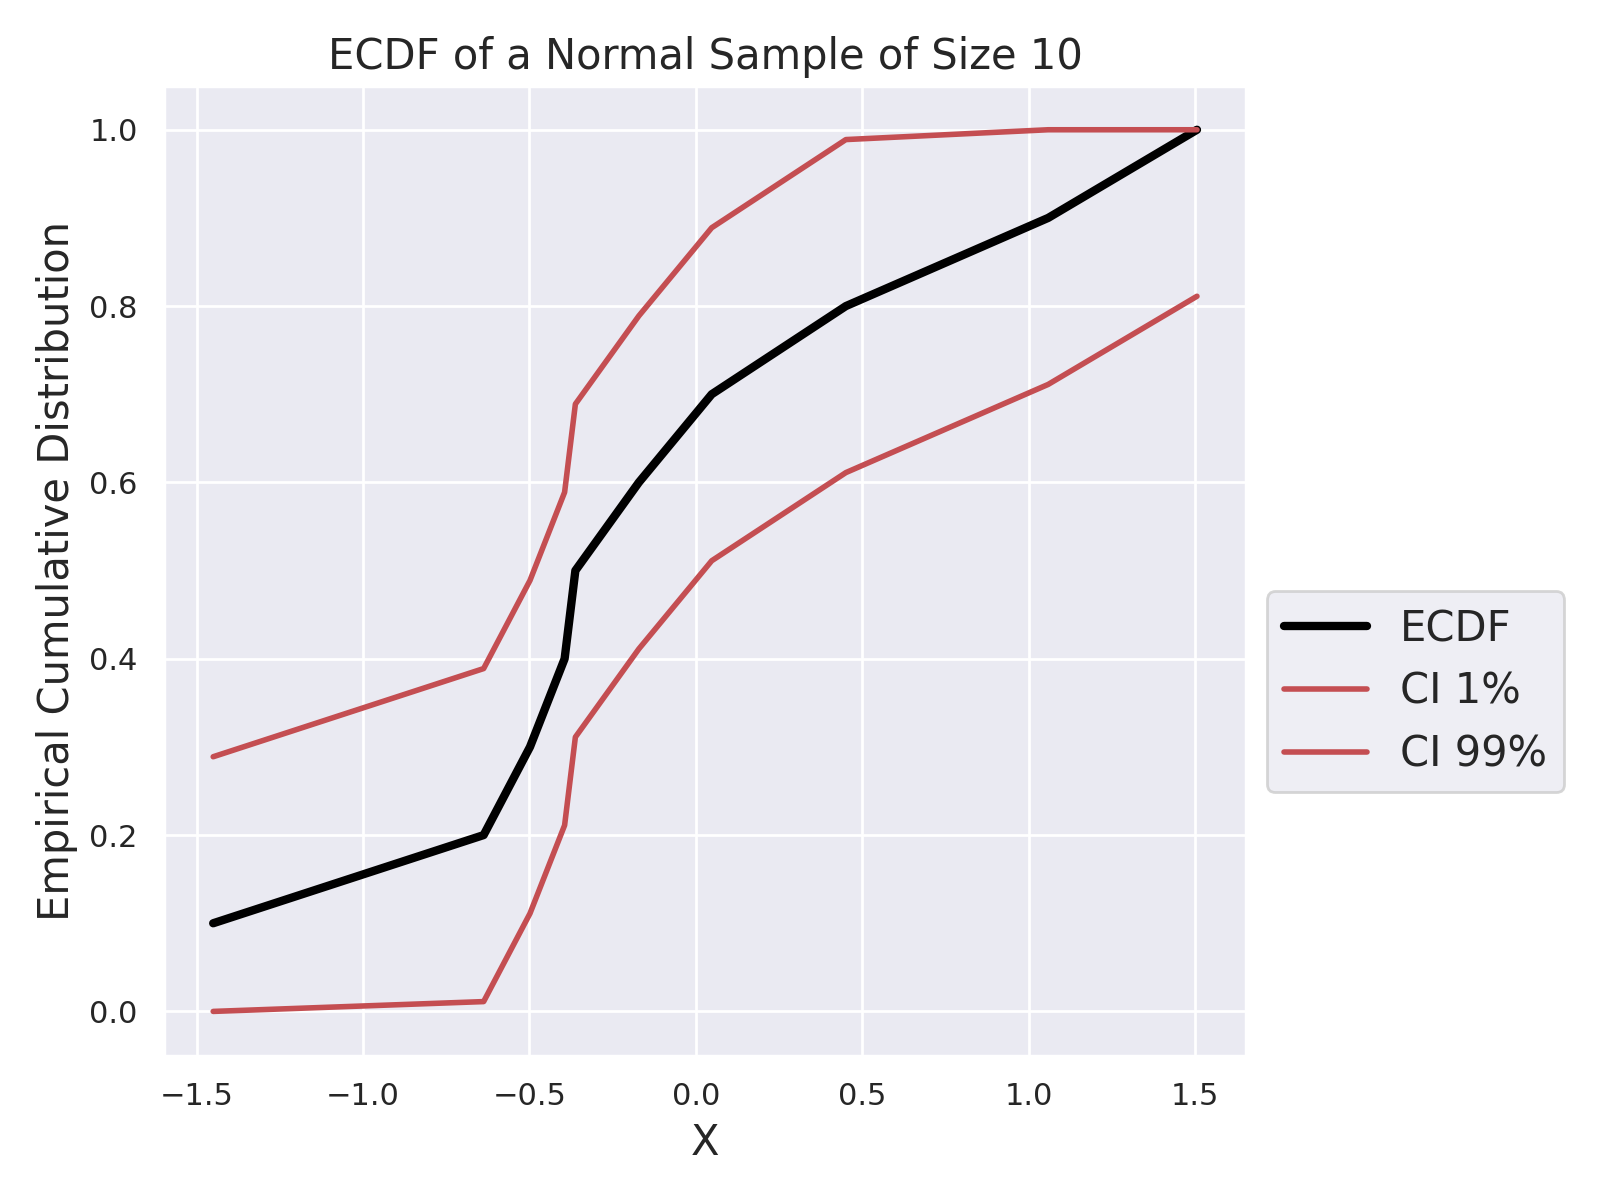 ECDF of a Normal Sample of Size 10
1.0
0.8
0.6
0.4
0.2
0.0
Empirical Cumulative Distribution
−1.5 −1.0 −0.5 0.0 0.5 1.0 1.5
X
ECDF
CI 1%
CI 99%